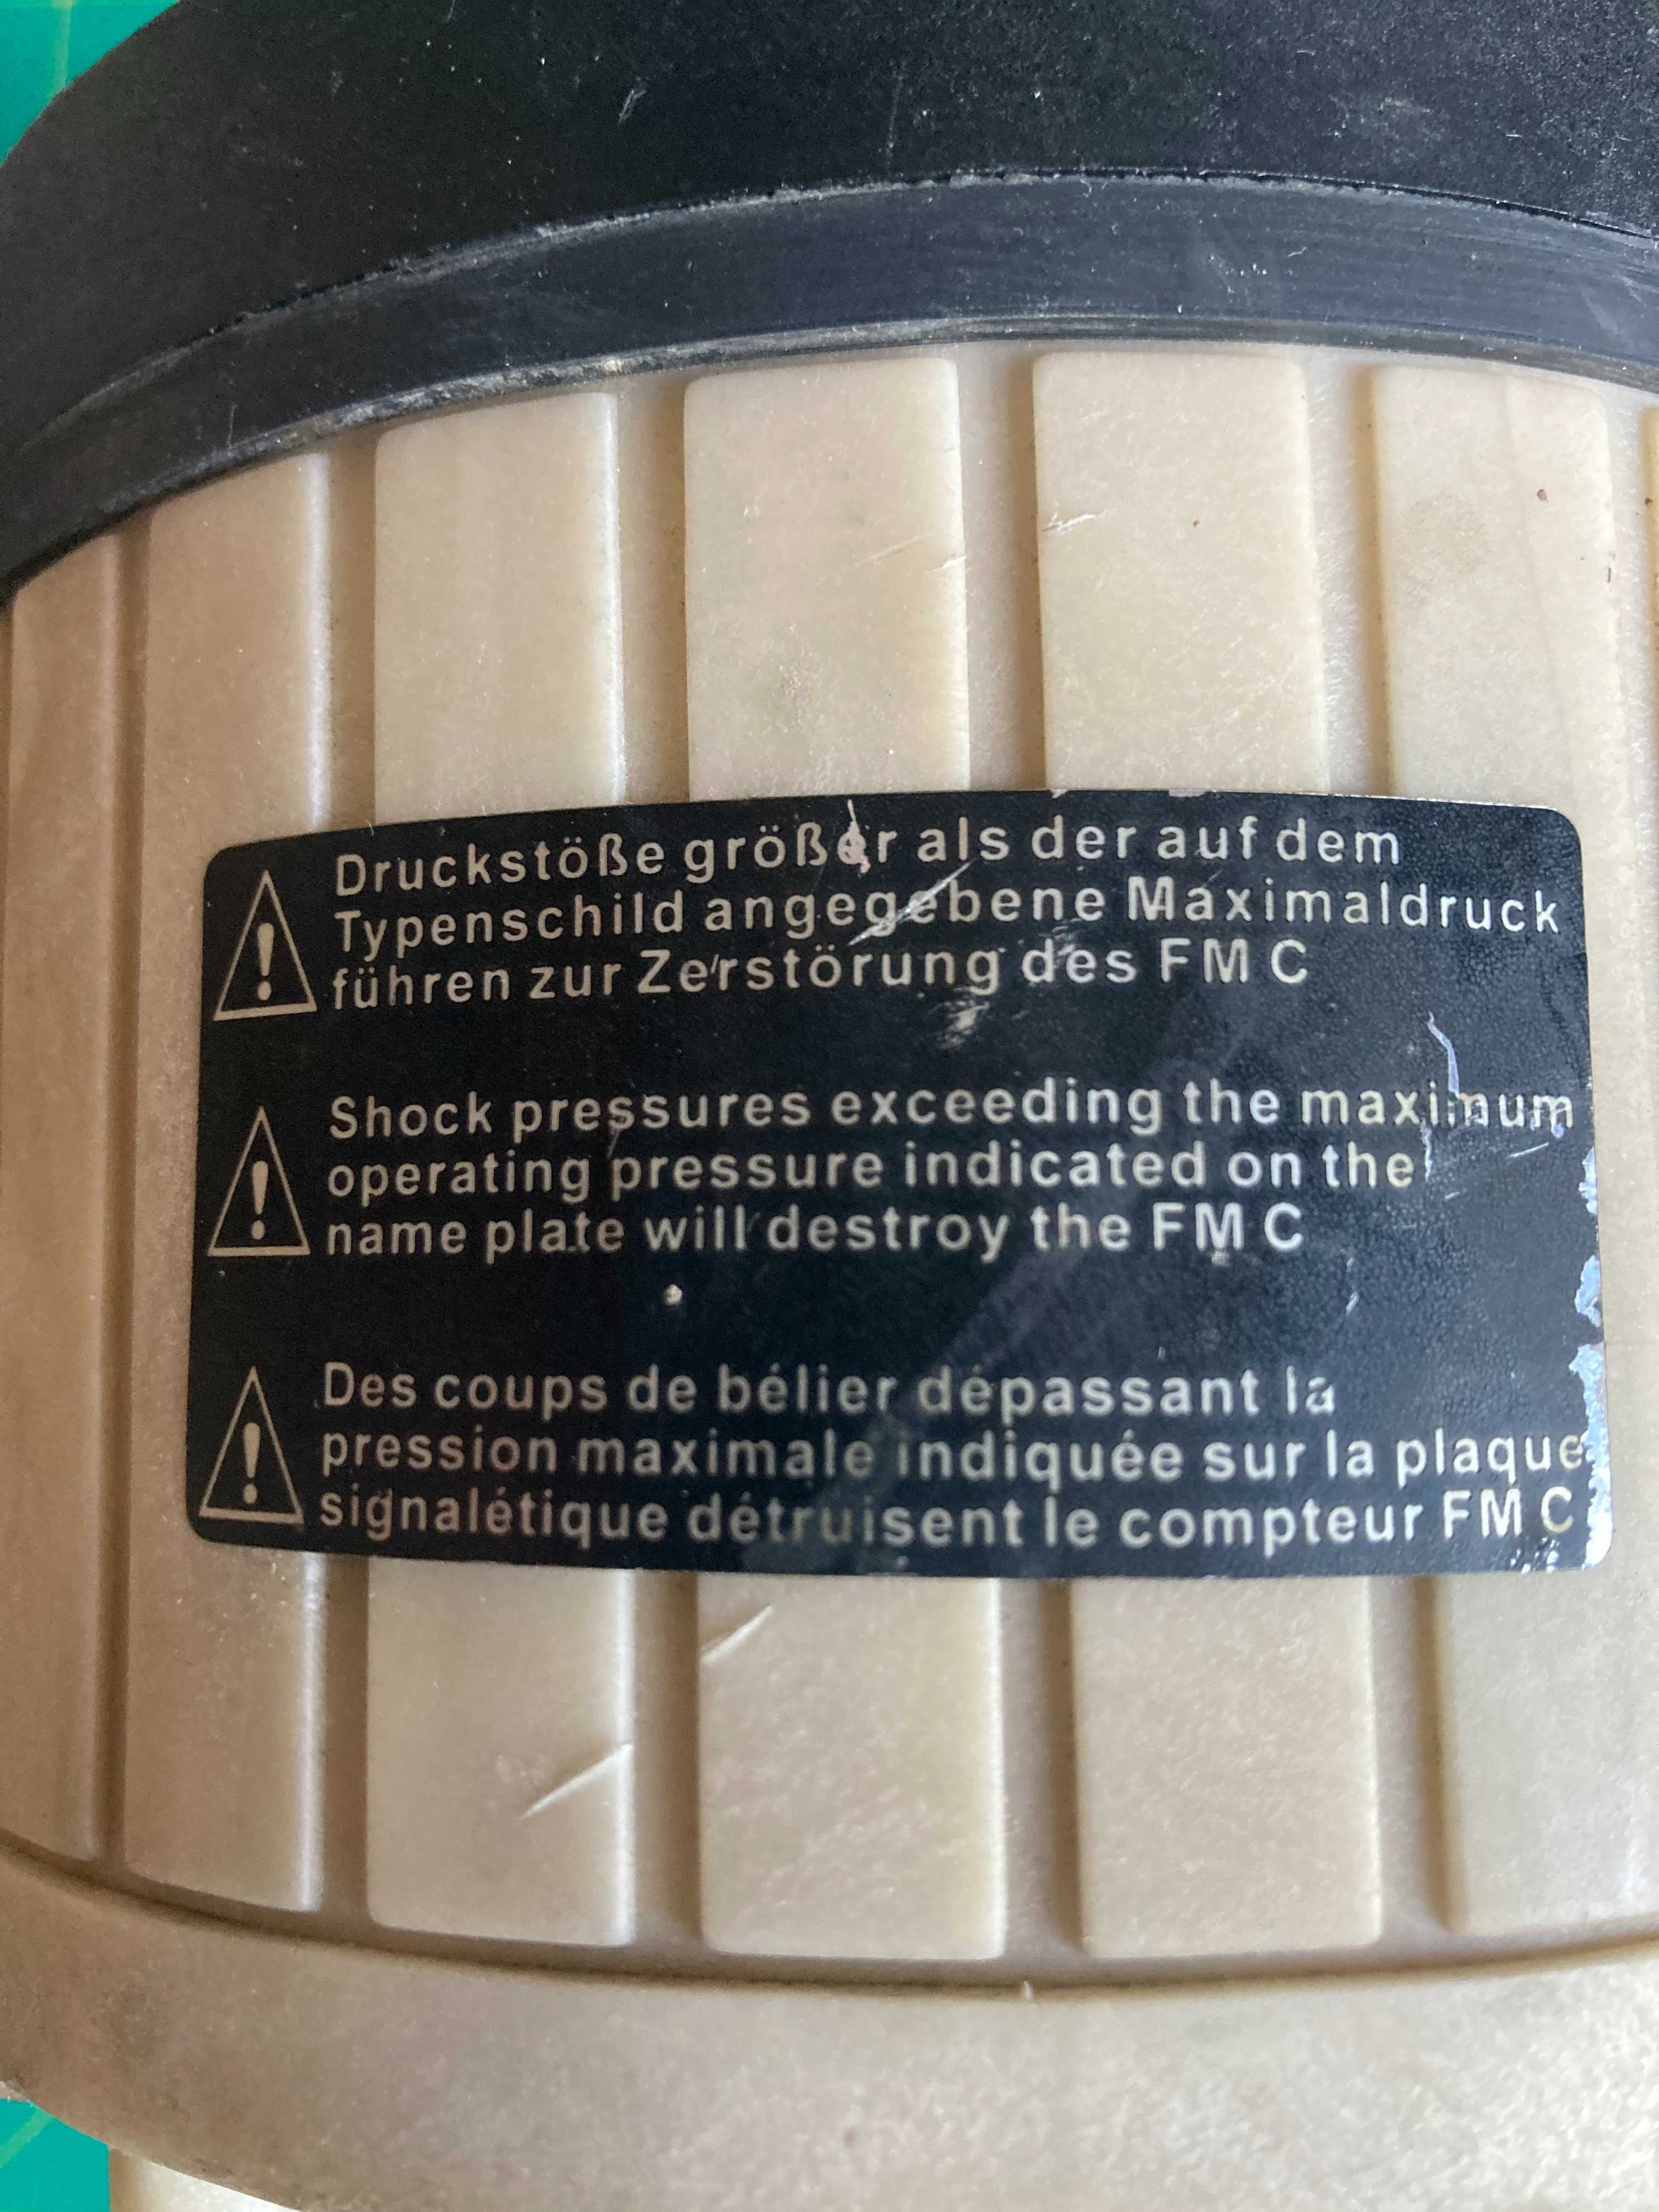 Druckstöße größer als der auf dem
Typenschild angegebene Maximaldruck
führen zur Zerstörung des FMC
Shock pressures exceeding the maximum
operating pressure indicated on the
name plate will destroy the FMC
Des coups de bélier dépassant la
pression maximale indiquée sur la plaque
signalétique détruisent le compteur FMC